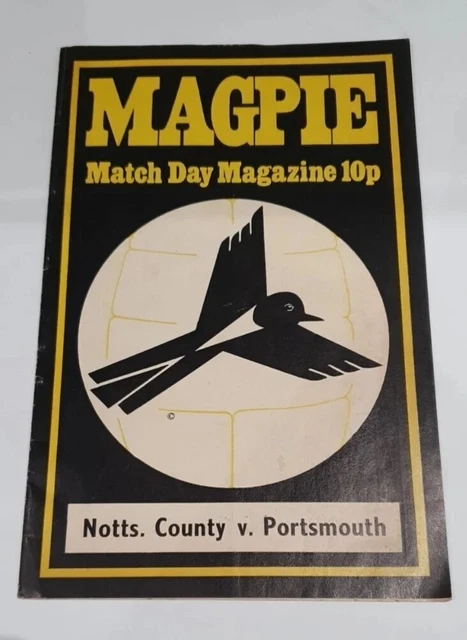 MAGPIE
Match Day Magazine 10p
©
Notts. County v. Portsmouth